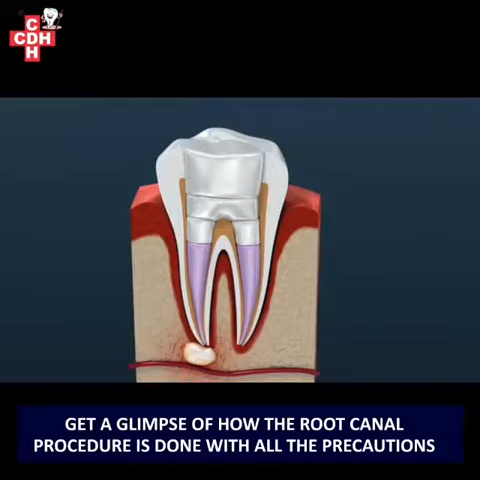 C
CDH
H
GET A GLIMPSE OF HOW THE ROOT CANAL
PROCEDURE IS DONE WITH ALL THE PRECAUTIONS